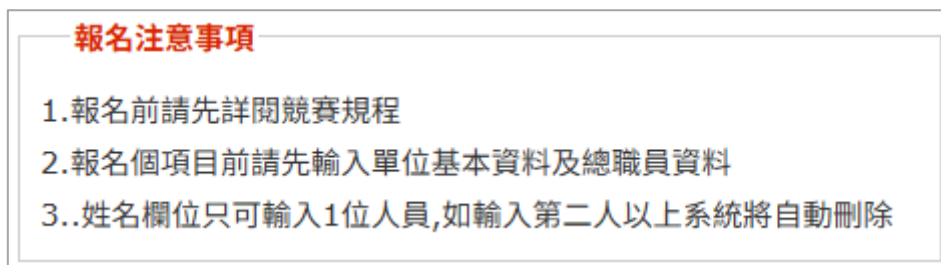 報名注意事項
1.報名前請先詳閱競賽規程
2.報名個項目前請先輸入單位基本資料及總職員資料
3..姓名欄位只可輸入1位人員,如輸入第二人以上系統將自動刪除